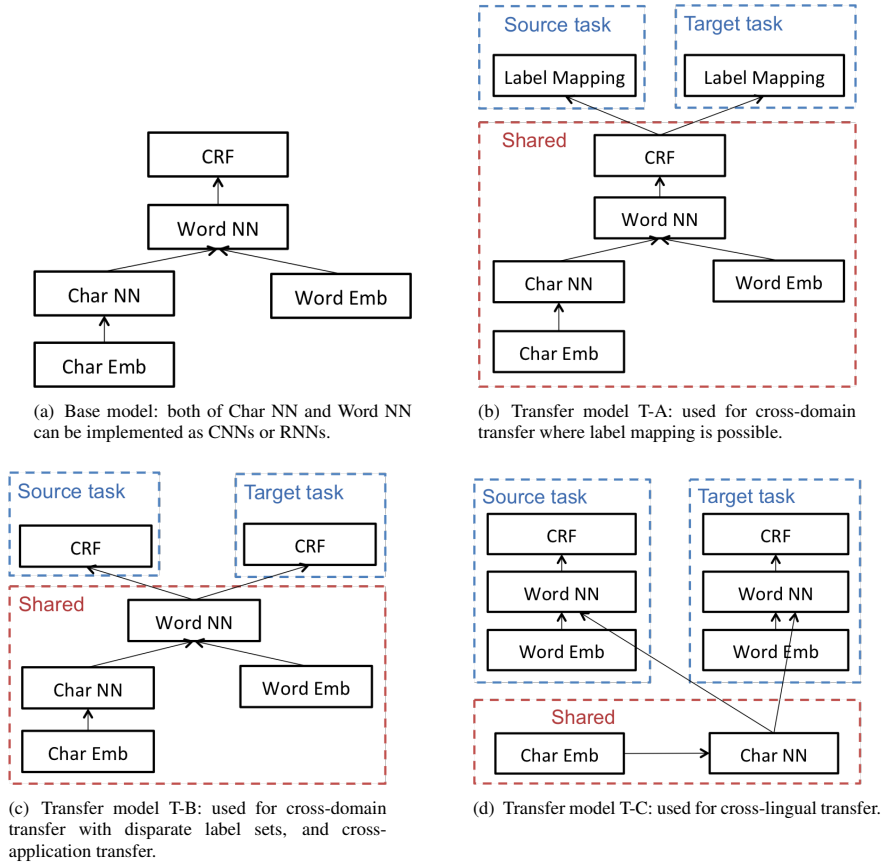 CRF
Word NN
Char NN
Word Emb
Char Emb
(a) Base model: both of Char NN and Word NN
can be implemented as CNNs or RNNs.
Source task
Target task
Label Mapping
Label Mapping
Shared
CRF
Word NN
Char NN
Word Emb
Char Emb
(b) Transfer model T-A: used for cross-domain
transfer where label mapping is possible.
Source task
Target task
CRF
CRF
Shared
Word NN
Char NN
Word Emb
Char Emb
(c) Transfer model T-B: used for cross-domain
transfer with disparate label sets, and cross-
application transfer.
Source task
Target task
CRF
CRF
Word NN
Word NN
Word Emb
Word Emb
Shared
Char Emb
Char NN
(d) Transfer model T-C: used for cross-lingual transfer.